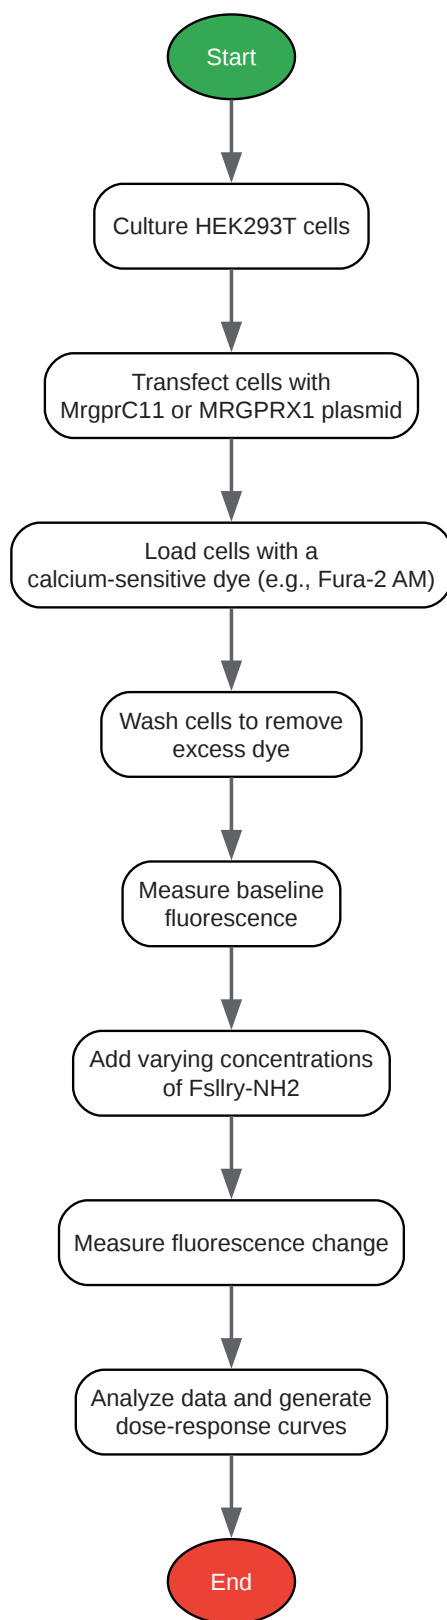 Start
Culture HEK293T cells
Transfect cells with
MrgprC11 or MRGPRX1 plasmid
Load cells with a
calcium-sensitive dye (e.g., Fura-2 AM)
Wash cells to remove
excess dye
Measure baseline
fluorescence
Add varying concentrations
of Fsllry-NH2
Measure fluorescence change
Analyze data and generate
dose-response curves
End